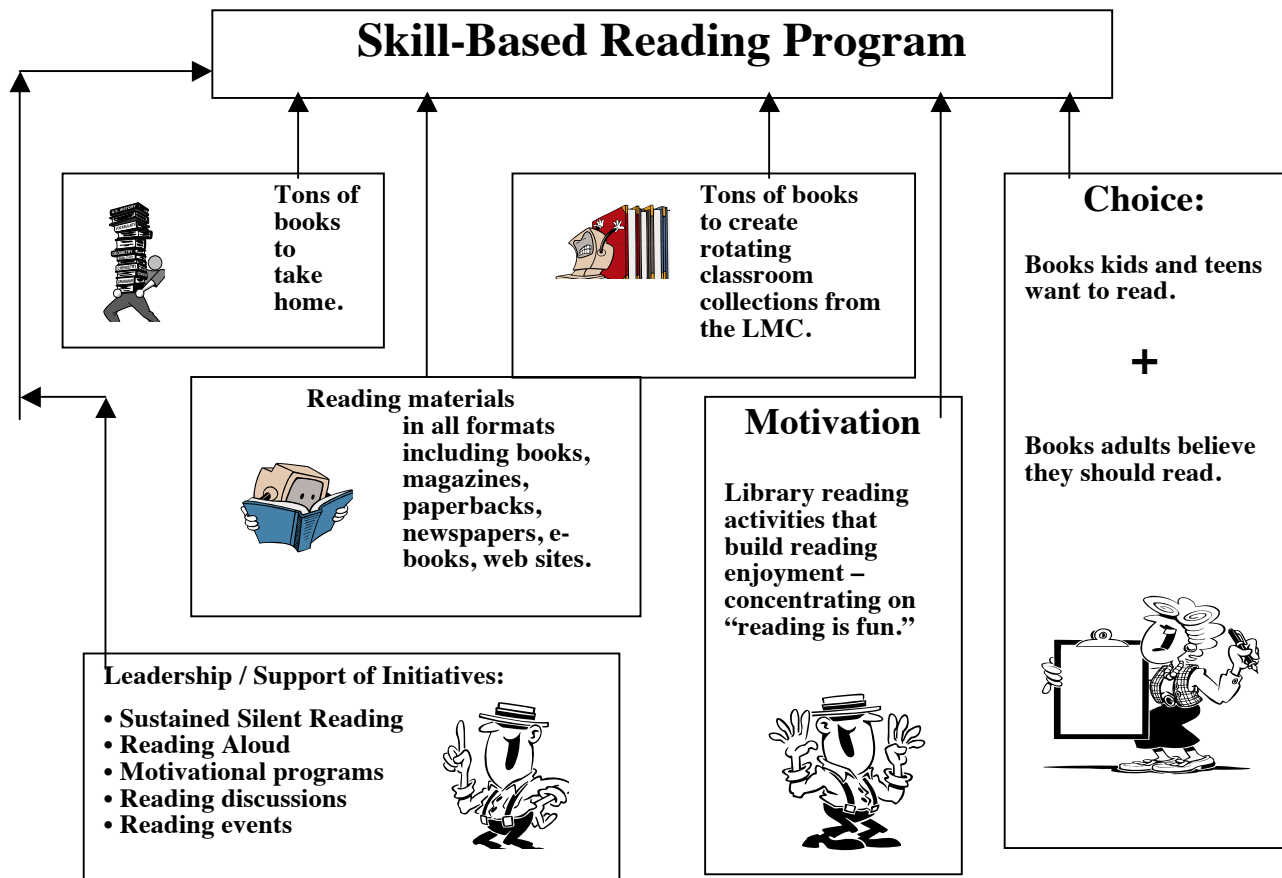 Skill-Based Reading Program
Tons of
books
to
take
home.
Tons of books
to create
rotating
classroom
collections from
the LMC.
Choice:
Books kids and teens
want to read.
+
Books adults believe
they should read.
Reading materials
in all formats
including books,
magazines,
paperbacks,
newspapers, e-
books, web sites.
Motivation
Library reading
activities that
build reading
enjoyment –
concentrating on
“reading is fun.”
Leadership / Support of Initiatives:
• Sustained Silent Reading
• Reading Aloud
• Motivational programs
• Reading discussions
• Reading events